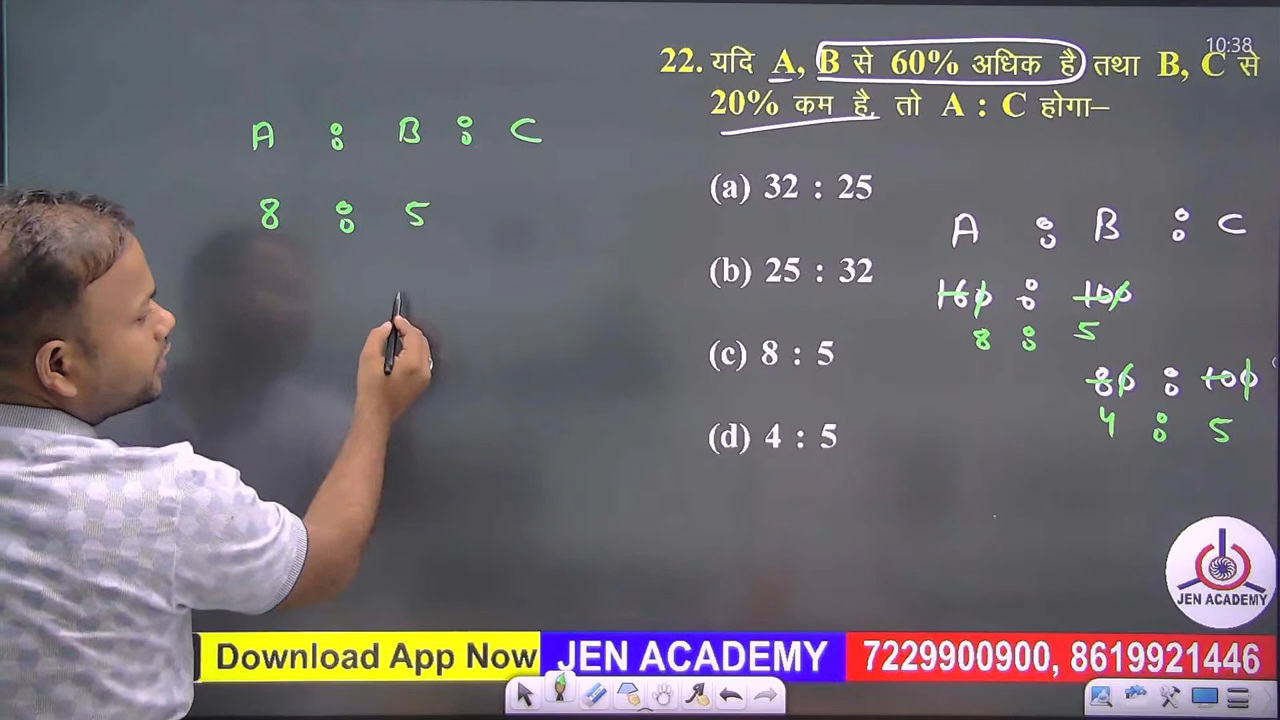 10:38
22. यदि A, B से 60% अधिक है तथा B, C से
20% कम है, तो A : C होगा–
A : B : C
8 : 5
(a) 32 : 25
(b) 25 : 32
(c) 8 : 5
(d) 4 : 5
A : B : C
160 : 100
8 : 5
80 : 100
4 : 5
JEN ACADEMY
Download App Now JEN ACADEMY 7229900900, 8619921446